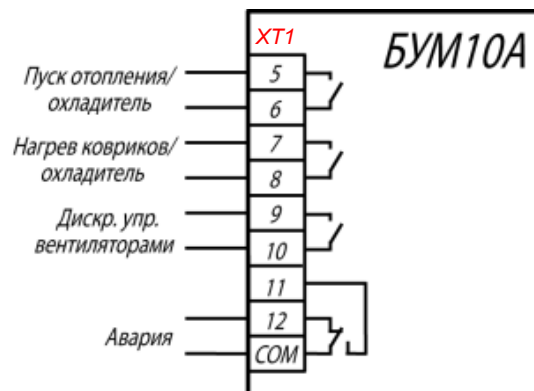 XT1
БУМ10А
Пуск отопления/
охладитель
5
6
Нагрев ковриков/
охладитель
7
8
Дискр. упр.
вентиляторами
9
10
11
Авария
12
COM